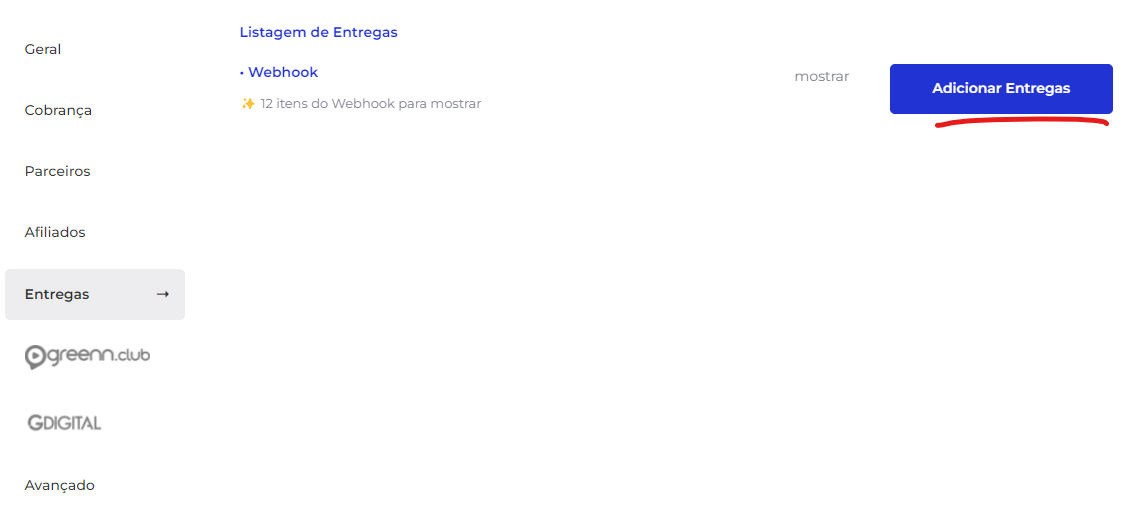 Geral
Cobrança
Parceiros
Afiliados
Entregas →
greenn.club
GDIGITAL
Avançado
Listagem de Entregas
• Webhook
✨ 12 itens do Webhook para mostrar
mostrar
Adicionar Entregas